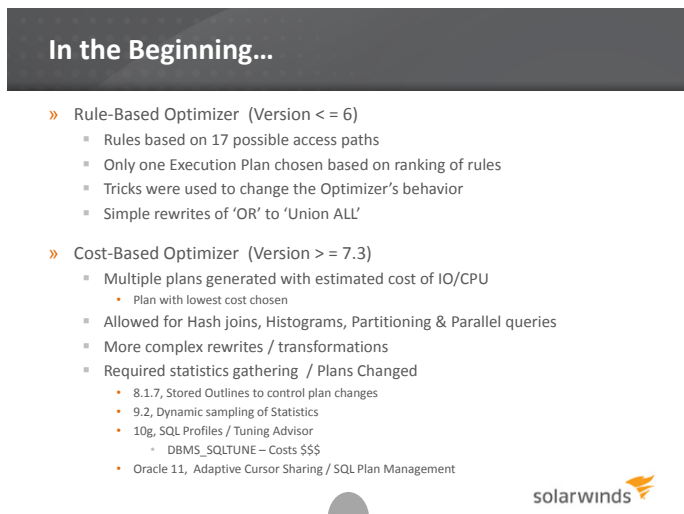 In the Beginning…
» Rule-Based Optimizer (Version < = 6)
▪ Rules based on 17 possible access paths
▪ Only one Execution Plan chosen based on ranking of rules
▪ Tricks were used to change the Optimizer’s behavior
▪ Simple rewrites of ‘OR’ to ‘Union ALL’
» Cost-Based Optimizer (Version > = 7.3)
▪ Multiple plans generated with estimated cost of IO/CPU
• Plan with lowest cost chosen
▪ Allowed for Hash joins, Histograms, Partitioning & Parallel queries
▪ More complex rewrites / transformations
▪ Required statistics gathering / Plans Changed
• 8.1.7, Stored Outlines to control plan changes
• 9.2, Dynamic sampling of Statistics
• 10g, SQL Profiles / Tuning Advisor
• DBMS_SQLTUNE – Costs $$$
• Oracle 11, Adaptive Cursor Sharing / SQL Plan Management
solarwinds